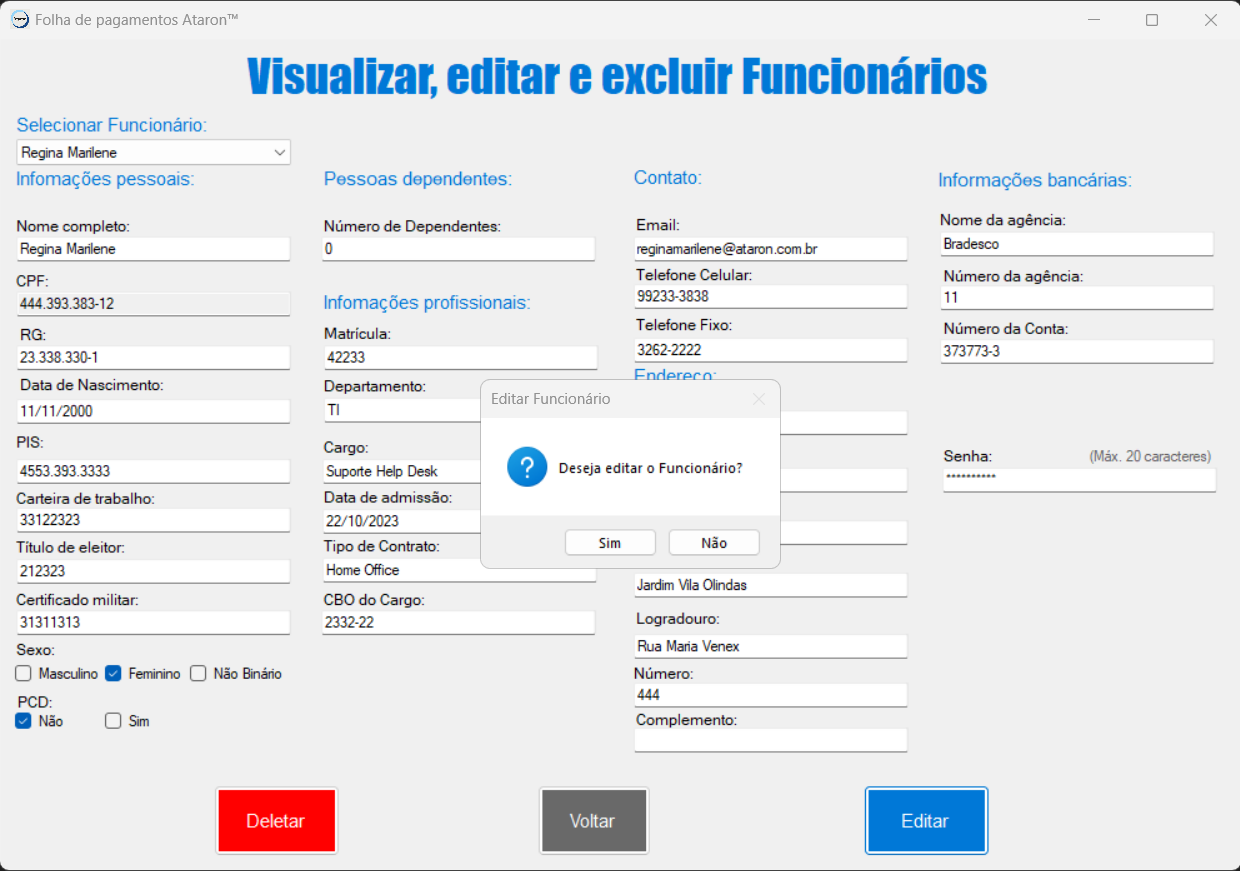 Folha de pagamentos Ataron™
Visualizar, editar e excluir Funcionários
Selecionar Funcionário:
Regina Marilene
Infomações pessoais:
Nome completo:
Regina Marilene
CPF:
444.393.383-12
RG:
23.338.330-1
Data de Nascimento:
11/11/2000
PIS:
4553.393.3333
Carteira de trabalho:
33122323
Título de eleitor:
212323
Certificado militar:
31311313
Sexo:
Masculino Feminino Não Binário
PCD:
Não Sim
Pessoas dependentes:
Número de Dependentes:
0
Infomações profissionais:
Matrícula:
42233
Departamento:
TI
Cargo:
Suporte Help Desk
Data de admissão:
22/10/2023
Tipo de Contrato:
Home Office
CBO do Cargo:
2332-22
Contato:
Email:
reginamarilene@ataron.com.br
Telefone Celular:
99233-3838
Telefone Fixo:
3262-2222
Endereço:
Jardim Vila Olindas
Logradouro:
Rua Maria Venex
Número:
444
Complemento:
Informações bancárias:
Nome da agência:
Bradesco
Número da agência:
11
Número da Conta:
373773-3
Senha: (Máx. 20 caracteres)
**********
Editar Funcionário
Deseja editar o Funcionário?
Sim Não
Deletar
Voltar
Editar